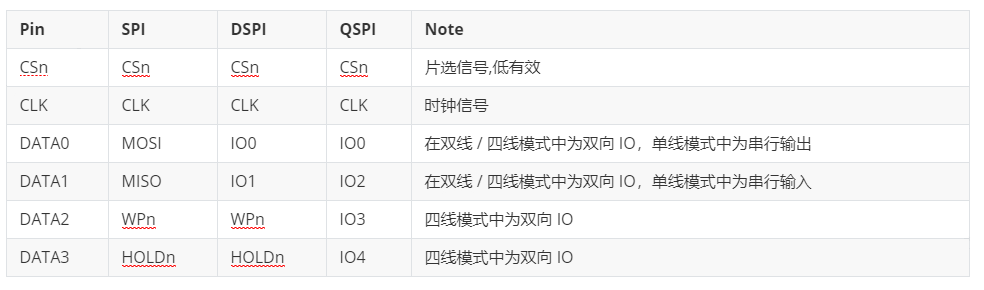 Pin SPI DSPI QSPI Note
CSn CSn CSn CSn 片选信号,低有效
CLK CLK CLK CLK 时钟信号
DATA0 MOSI IO0 IO0 在双线 / 四线模式中为双向 IO，单线模式中为串行输出
DATA1 MISO IO1 IO2 在双线 / 四线模式中为双向 IO，单线模式中为串行输入
DATA2 WPn WPn IO3 四线模式中为双向 IO
DATA3 HOLDn HOLDn IO4 四线模式中为双向 IO